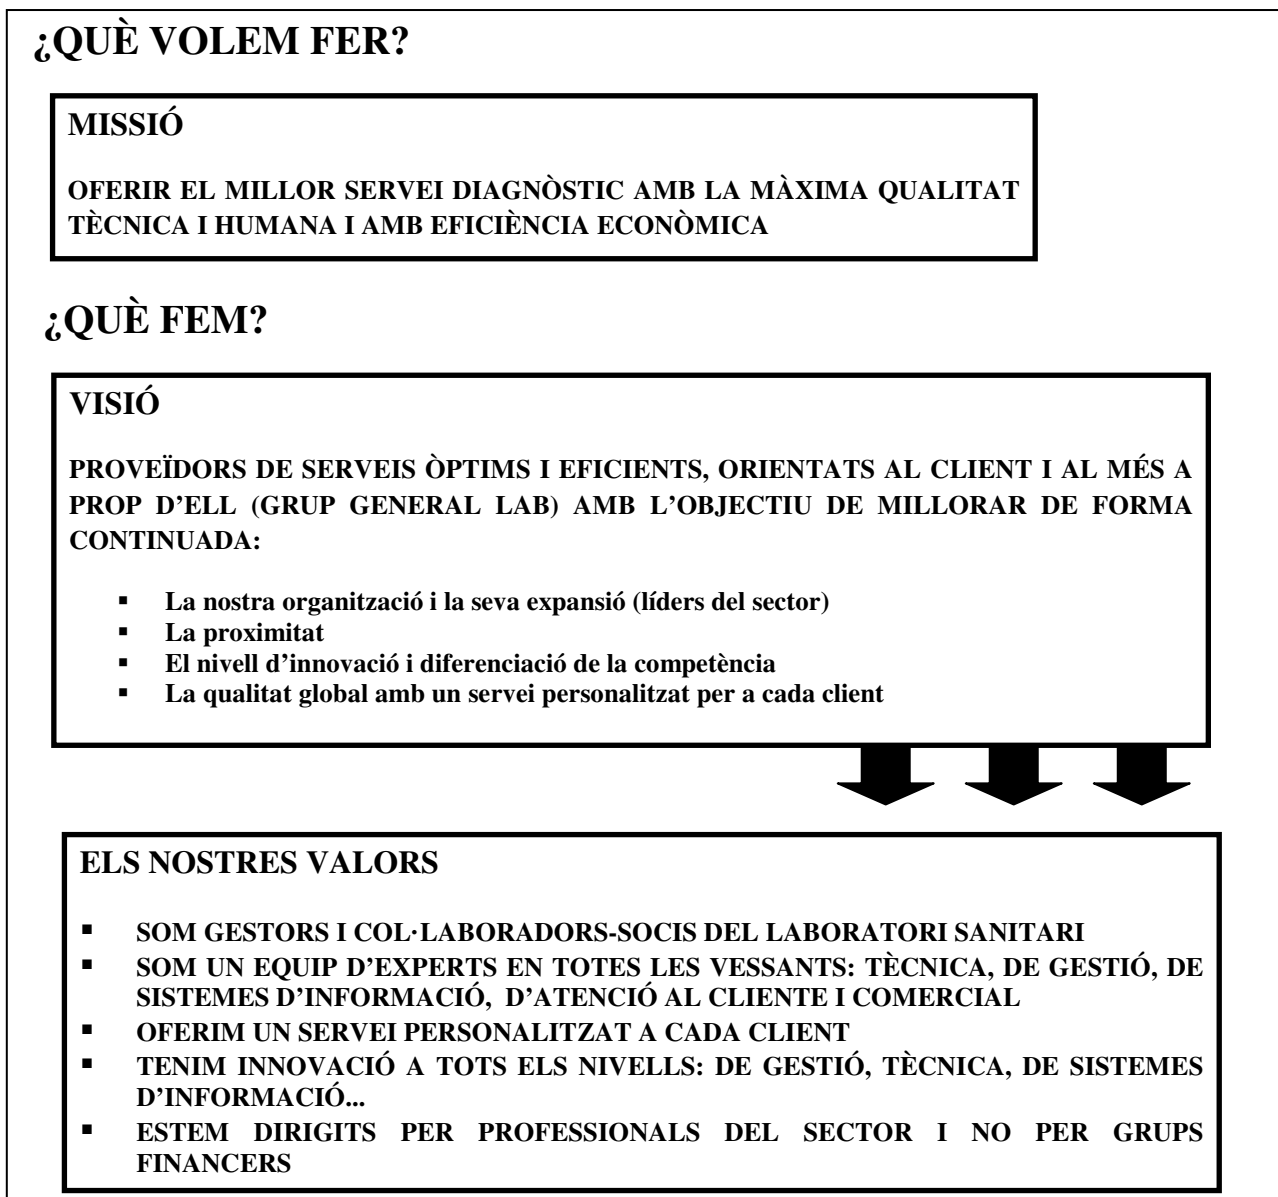 ¿QUÈ VOLEM FER?
MISSIÓ
OFERIR EL MILLOR SERVEI DIAGNÒSTIC AMB LA MÀXIMA QUALITAT
TÈCNICA I HUMANA I AMB EFICIÈNCIA ECONÒMICA
¿QUÈ FEM?
VISIÓ
PROVEÏDORS DE SERVEIS ÒPTIMS I EFICIENTS, ORIENTATS AL CLIENT I AL MÉS A
PROP D’ELL (GRUP GENERAL LAB) AMB L’OBJECTIU DE MILLORAR DE FORMA
CONTINUADA:
▪ La nostra organització i la seva expansió (líders del sector)
▪ La proximitat
▪ El nivell d’innovació i diferenciació de la competència
▪ La qualitat global amb un servei personalitzat per a cada client
ELS NOSTRES VALORS
▪ SOM GESTORS I COL·LABORADORS-SOCIS DEL LABORATORI SANITARI
▪ SOM UN EQUIP D’EXPERTS EN TOTES LES VESSANTS: TÈCNICA, DE GESTIÓ, DE
SISTEMES D’INFORMACIÓ, D’ATENCIÓ AL CLIENTE I COMERCIAL
▪ OFERIM UN SERVEI PERSONALITZAT A CADA CLIENT
▪ TENIM INNOVACIÓ A TOTS ELS NIVELLS: DE GESTIÓ, TÈCNICA, DE SISTEMES
D’INFORMACIÓ...
▪ ESTEM DIRIGITS PER PROFESSIONALS DEL SECTOR I NO PER GRUPS
FINANCERS